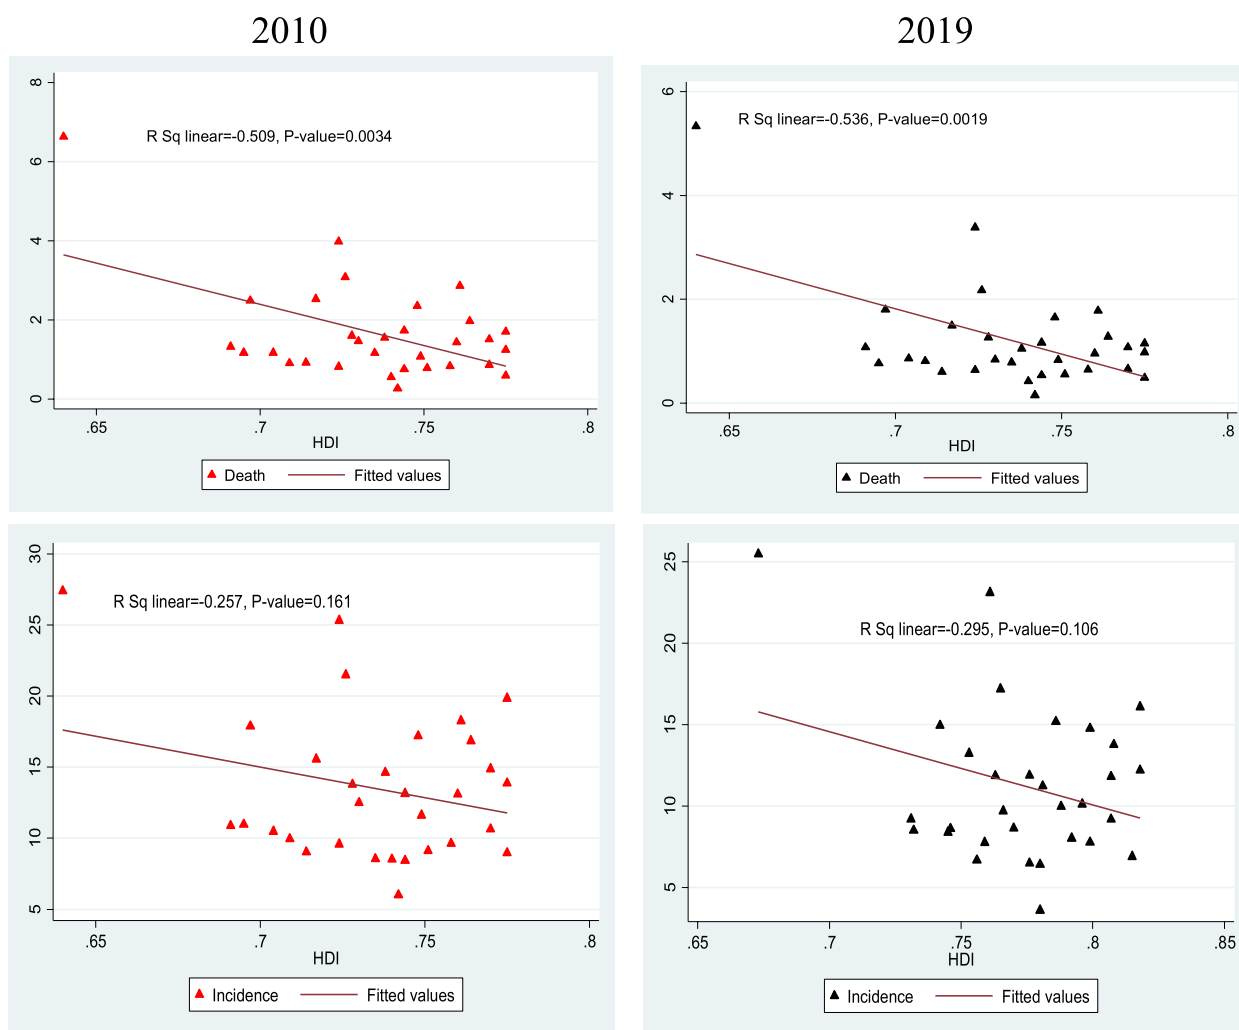 2010
2019
8
6
4
2
0
R Sq linear=-0.509, P-value=0.0034
.65 .7 .75 .8
HDI
Death Fitted values
6
4
2
0
R Sq linear=-0.536, P-value=0.0019
.65 .7 .75 .8
HDI
Death Fitted values
30
25
20
15
10
5
R Sq linear=-0.257, P-value=0.161
.65 .7 .75 .8
HDI
Incidence Fitted values
25
20
15
10
5
R Sq linear=-0.295, P-value=0.106
.65 .7 .75 .8 .85
HDI
Incidence Fitted values